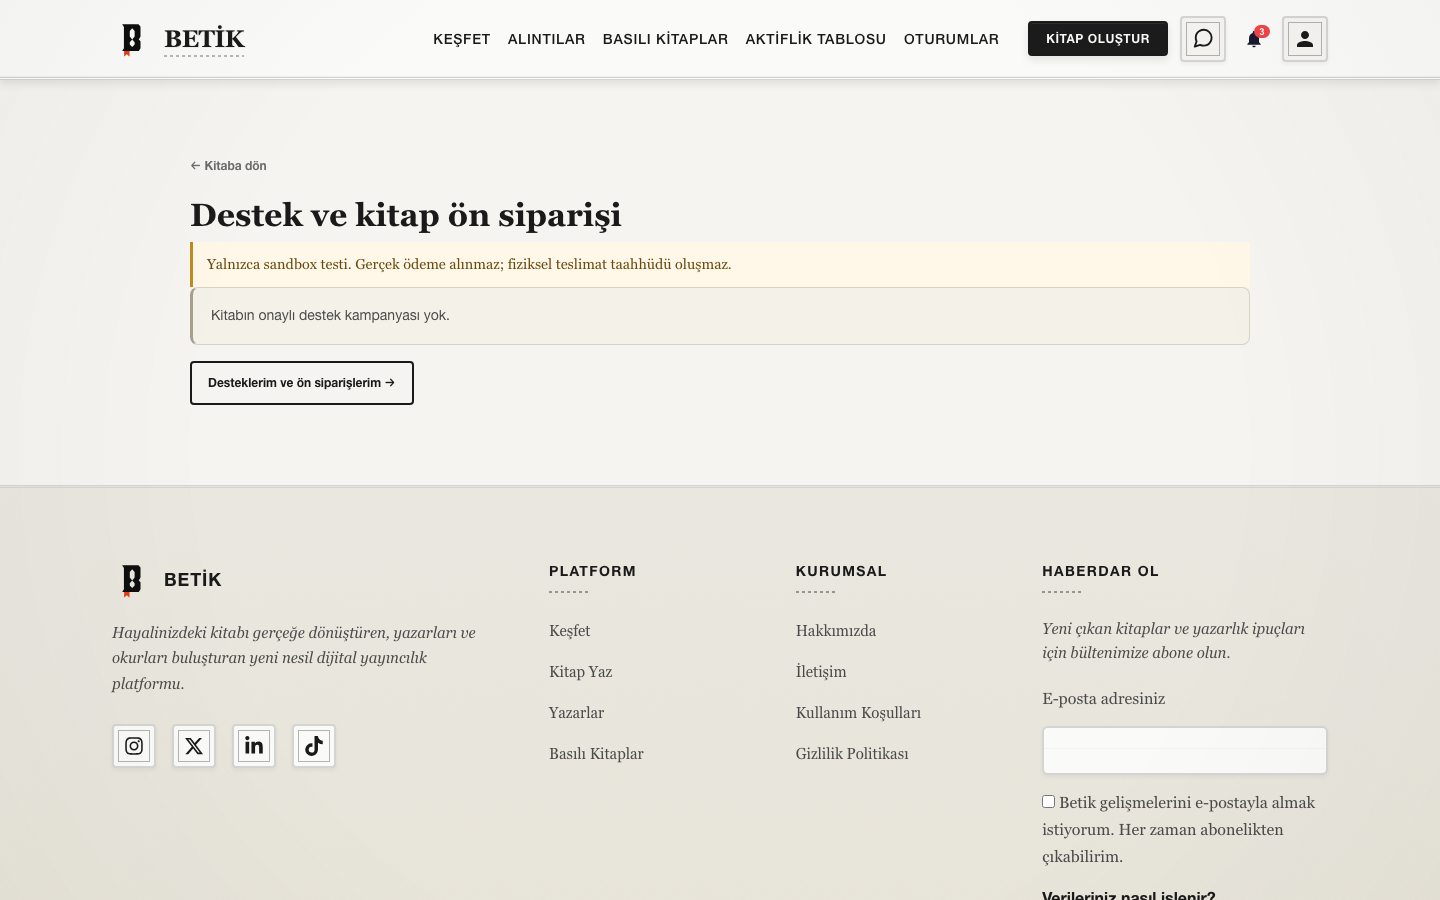 BETİK
KEŞFET
ALINTILAR
BASILI KİTAPLAR
AKTİFLİK TABLOSU
OTURUMLAR
KİTAP OLUŞTUR
3
← Kitaba dön
Destek ve kitap ön siparişi
Yalnızca sandbox testi. Gerçek ödeme alınmaz; fiziksel teslimat taahhüdü oluşmaz.
Kitabın onaylı destek kampanyası yok.
Desteklerim ve ön siparişlerim →
BETİK
Hayalinizdeki kitabı gerçeğe dönüştüren, yazarları ve
okurları buluşturan yeni nesil dijital yayıncılık
platformu.
PLATFORM
Keşfet
Kitap Yaz
Yazarlar
Basılı Kitaplar
KURUMSAL
Hakkımızda
İletişim
Kullanım Koşulları
Gizlilik Politikası
HABERDAR OL
Yeni çıkan kitaplar ve yazarlık ipuçları
için bültenimize abone olun.
E-posta adresiniz
Betik gelişmelerini e-postayla almak
istiyorum. Her zaman abonelikten
çıkabilirim.
Verileriniz nasıl işlenir?